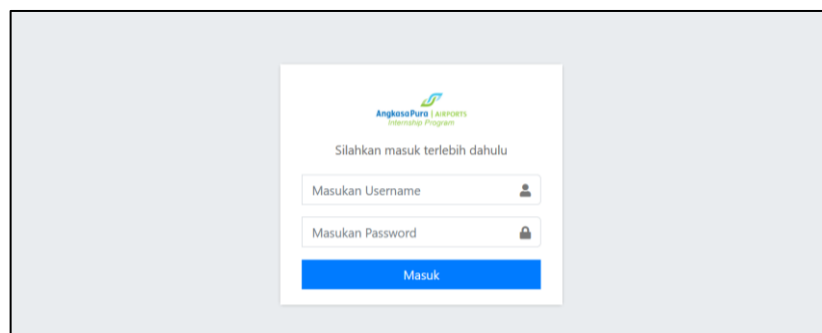 AngkasaPura | AIRPORTS
Internship Program
Silahkan masuk terlebih dahulu
Masukan Username
Masukan Password
Masuk